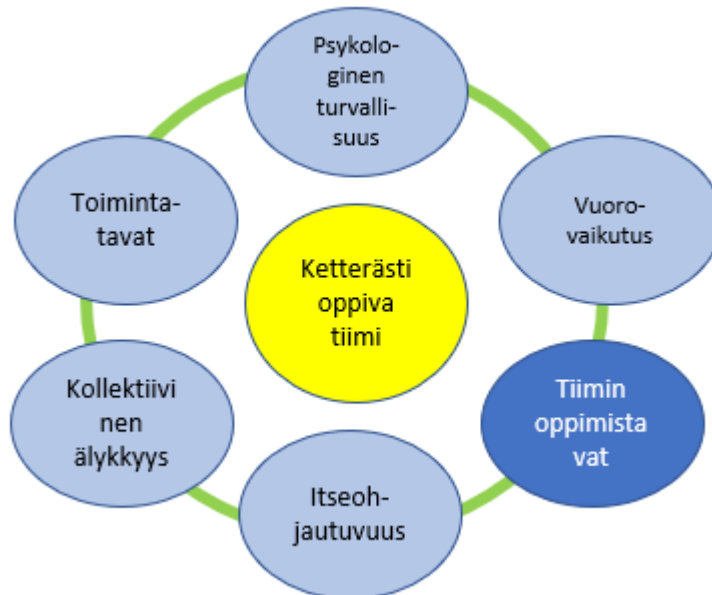 Psykolo-
ginen
turvalli-
suus
Vuoro-
vaikutus
Tiimin
oppimista
vat
Itseoh-
jautuvuus
Kollektiivi
nen
älykkyys
Toiminta-
tavat
Ketterästi
oppiva
tiimi